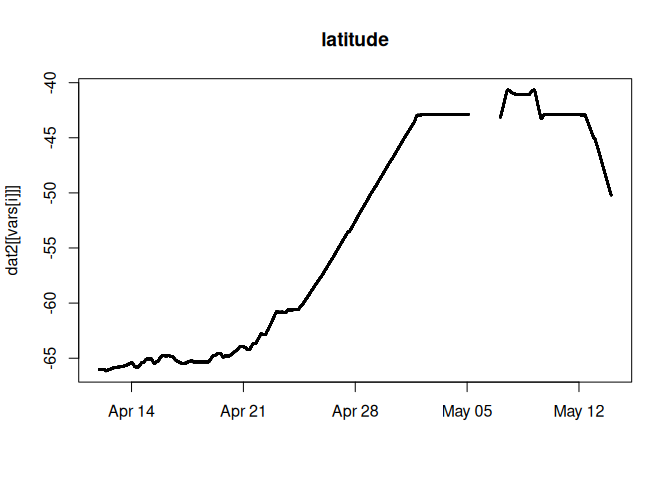 latitude
dat2[[vars[i]]]
-40
-45
-50
-55
-60
-65
Apr 14
Apr 21
Apr 28
May 05
May 12